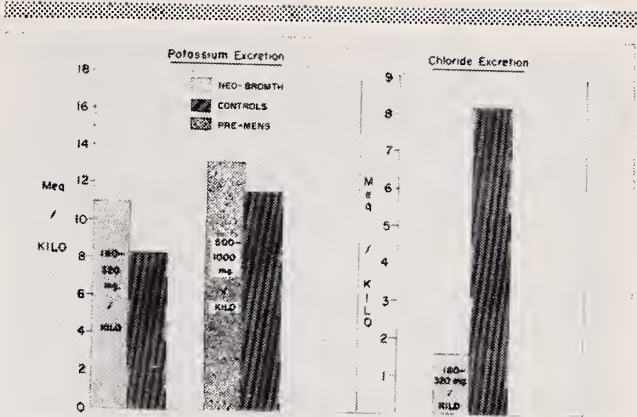 Potassium Excretion
NEO-BROMTH
CONTROLS
PRE-MENS
18
16
14
12
10
8
6
4
2
0
Meq
/
KILO
180-
320
mg.
/
KILO
500-
1000
mg.
/
KILO
Chloride Excretion
9
8
7
6
5
4
3
2
1
Meq
/
KILO
180-
320 mg
/
KILO